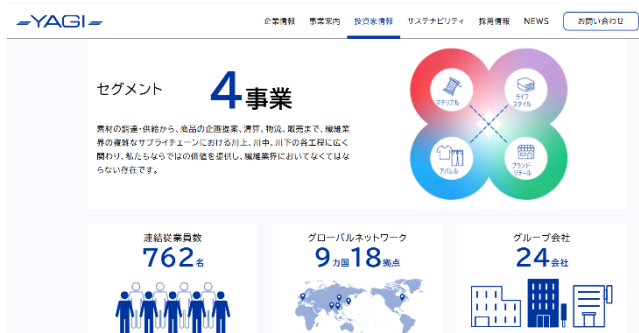 YAGI
企業情報 事業案内 投資家情報 サステナビリティ 採用情報 NEWS お問い合わせ
セグメント 4事業
素材の調達・供給から、商品の企画提案、清算、物流、販売まで、繊維業
界の複雑なサプライチェーンにおける川上、川中、川下の各工程に広く
関わり、私たちならではの価値を提供し、繊維業界においてなくてはな
らない存在です。
マテリアル
ライフ
スタイル
アパレル
ブランド・
リテール
連結従業員数
762名
グローバルネットワーク
9カ国18拠点
グループ会社
24会社